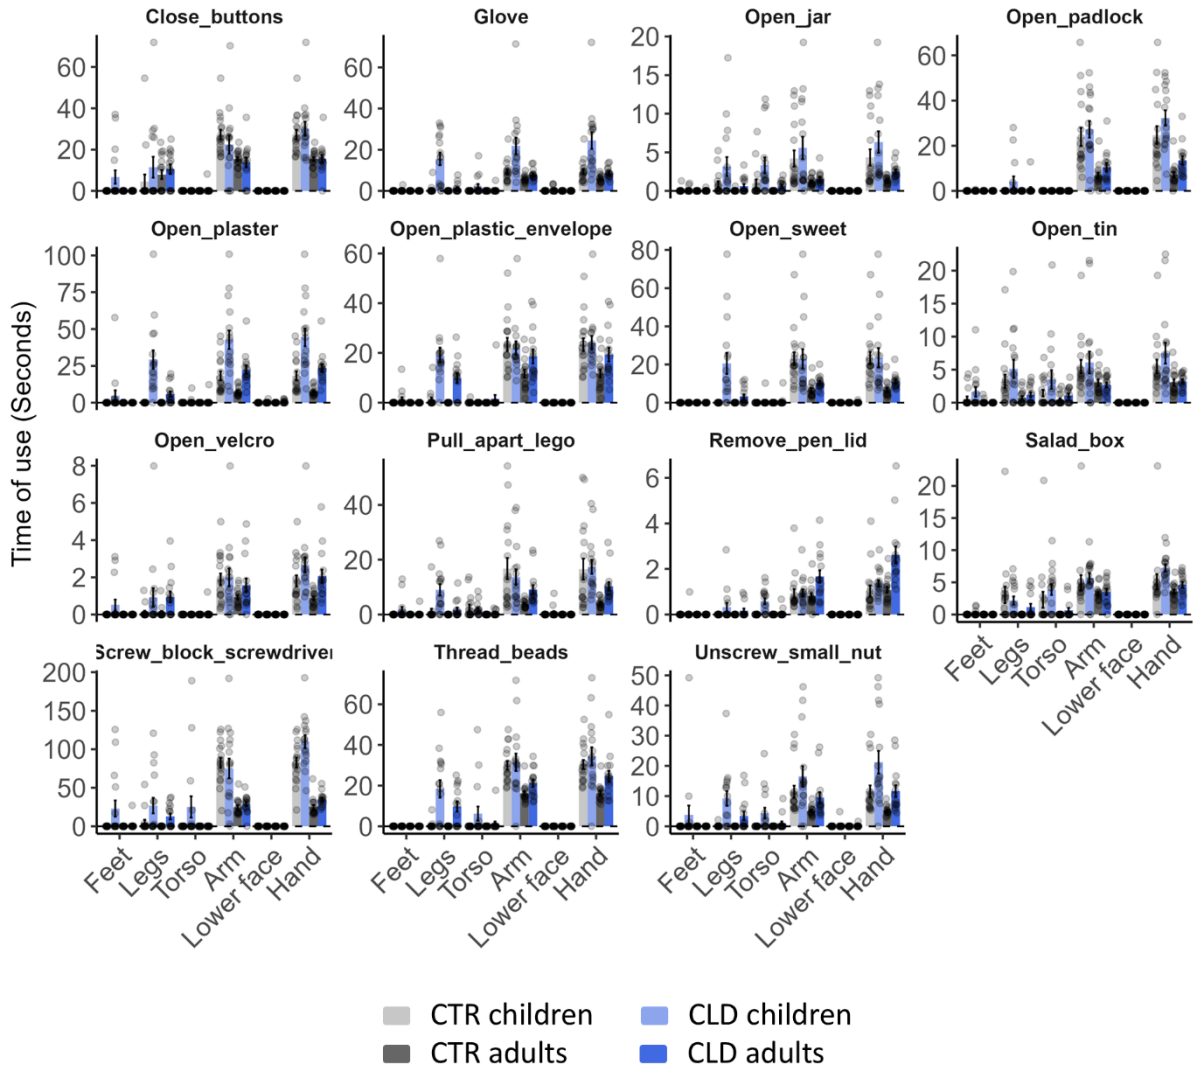 Close_buttons Glove Open_jar Open_padlock
60 40 20 0
60 40 20 0
20 15 10 5 0
60 40 20 0
Open_plaster Open_plastic_envelope Open_sweet Open_tin
100 75 50 25 0
60 40 20 0
80 60 40 20 0
20 15 10 5 0
Time of use (Seconds)
Open_velcro Pull_apart_lego Remove_pen_lid Salad_box
8 6 4 2 0
40 20 0
6 4 2 0
20 15 10 5 0
Feet Legs Torso Arm Lower face Hand
Screw_block_screwdriver Thread_beads Unscrew_small_nut
200 150 100 50 0
60 40 20 0
50 40 30 20 10 0
Feet Legs Torso Arm Lower face Hand
Feet Legs Torso Arm Lower face Hand
Feet Legs Torso Arm Lower face Hand
CTR children CLD children
CTR adults CLD adults